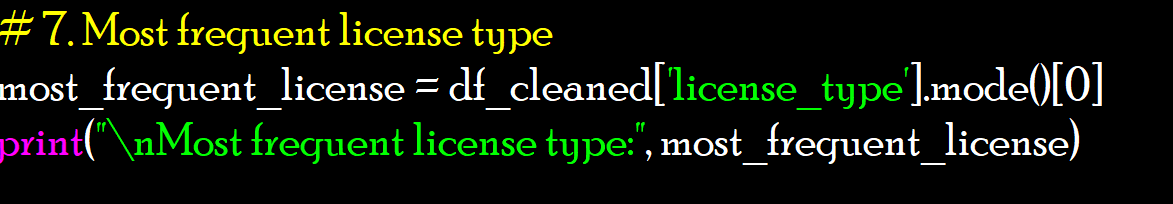 # 7. Most frequent license type
most_frequent_license = df_cleaned['license_type'].mode()[0]
print("\nMost frequent license type:", most_frequent_license)